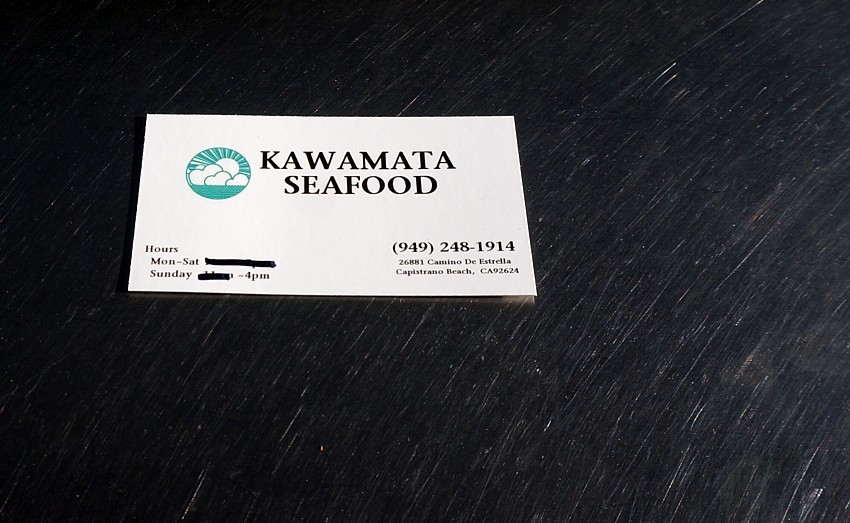 KAWAMATA
SEAFOOD
Hours
Mon-Sat
Sunday ~4pm
(949) 248-1914
26881 Camino De Estrella
Capistrano Beach, CA92624